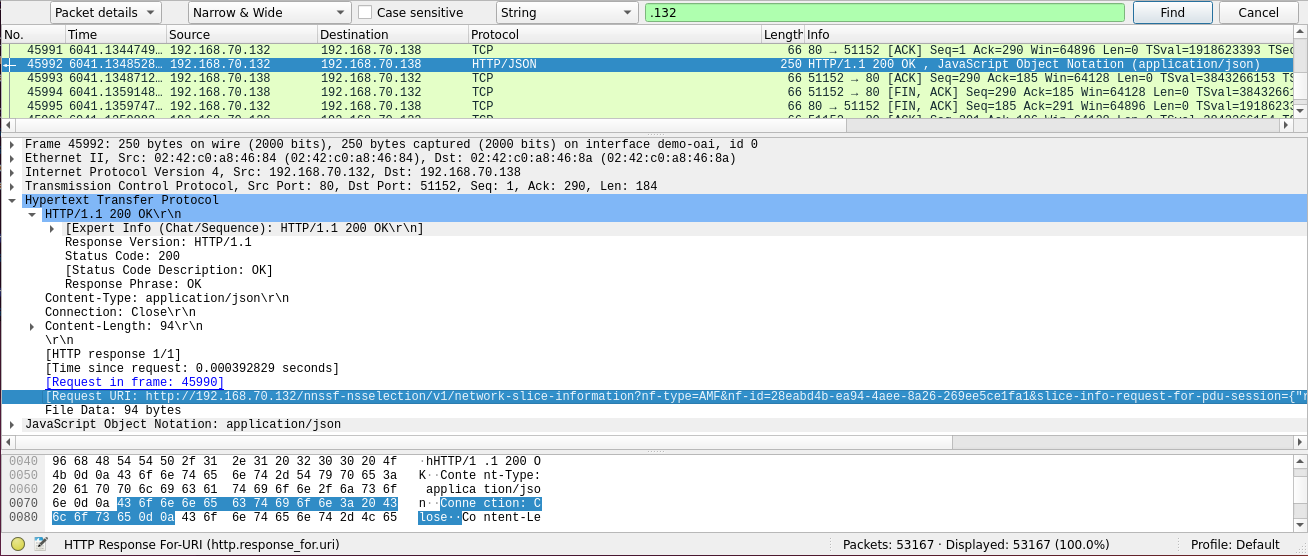 Packet details Narrow & Wide Case sensitive String .132 Find Cancel
No. Time Source Destination Protocol Length Info
45991 6041.1344749… 192.168.70.132 192.168.70.138 TCP 66 80 → 51152 [ACK] Seq=1 Ack=290 Win=64896 Len=0 TSval=1918623393 TSe
45992 6041.1348528… 192.168.70.132 192.168.70.138 HTTP/JSON 250 HTTP/1.1 200 OK , JavaScript Object Notation (application/json)
45993 6041.1348712… 192.168.70.138 192.168.70.132 TCP 66 51152 → 80 [ACK] Seq=290 Ack=185 Win=64128 Len=0 TSval=3843266153 TS
45994 6041.1359148… 192.168.70.138 192.168.70.132 TCP 66 51152 → 80 [FIN, ACK] Seq=290 Ack=185 Win=64128 Len=0 TSval=38432661
45995 6041.1359747… 192.168.70.132 192.168.70.138 TCP 66 80 → 51152 [FIN, ACK] Seq=185 Ack=291 Win=64896 Len=0 TSval=19186233
Frame 45992: 250 bytes on wire (2000 bits), 250 bytes captured (2000 bits) on interface demo-oai, id 0
Ethernet II, Src: 02:42:c0:a8:46:84 (02:42:c0:a8:46:84), Dst: 02:42:c0:a8:46:8a (02:42:c0:a8:46:8a)
Internet Protocol Version 4, Src: 192.168.70.132, Dst: 192.168.70.138
Transmission Control Protocol, Src Port: 80, Dst Port: 51152, Seq: 1, Ack: 290, Len: 184
Hypertext Transfer Protocol
HTTP/1.1 200 OK\r\n
[Expert Info (Chat/Sequence): HTTP/1.1 200 OK\r\n]
Response Version: HTTP/1.1
Status Code: 200
[Status Code Description: OK]
Response Phrase: OK
Content-Type: application/json\r\n
Connection: Close\r\n
Content-Length: 94\r\n
\r\n
[HTTP response 1/1]
[Time since request: 0.000392829 seconds]
[Request in frame: 45990]
[Request URI: http://192.168.70.132/nnssf-nsselection/v1/network-slice-information?nf-type=AMF&nf-id=28eabd4b-ea94-4aee-8a26-269ee5ce1fa1&slice-info-request-for-pdu-session={"
File Data: 94 bytes
JavaScript Object Notation: application/json
0040 96 68 48 54 54 50 2f 31 2e 31 20 32 30 30 20 4f ·hHTTP/1 .1 200 O
0050 4b 0d 0a 43 6f 6e 74 65 6e 74 2d 54 79 70 65 3a K··Conte nt-Type:
0060 20 61 70 70 6c 69 63 61 74 69 6f 6e 2f 6a 73 6f applica tion/jso
0070 6e 0d 0a 43 6f 6e 6e 65 63 74 69 6f 6e 3a 20 43 n··Conne ction: C
0080 6c 6f 73 65 0d 0a 43 6f 6e 74 65 6e 74 2d 4c 65 lose··Co ntent-Le
HTTP Response For-URI (http.response_for.uri) Packets: 53167 · Displayed: 53167 (100.0%) Profile: Default